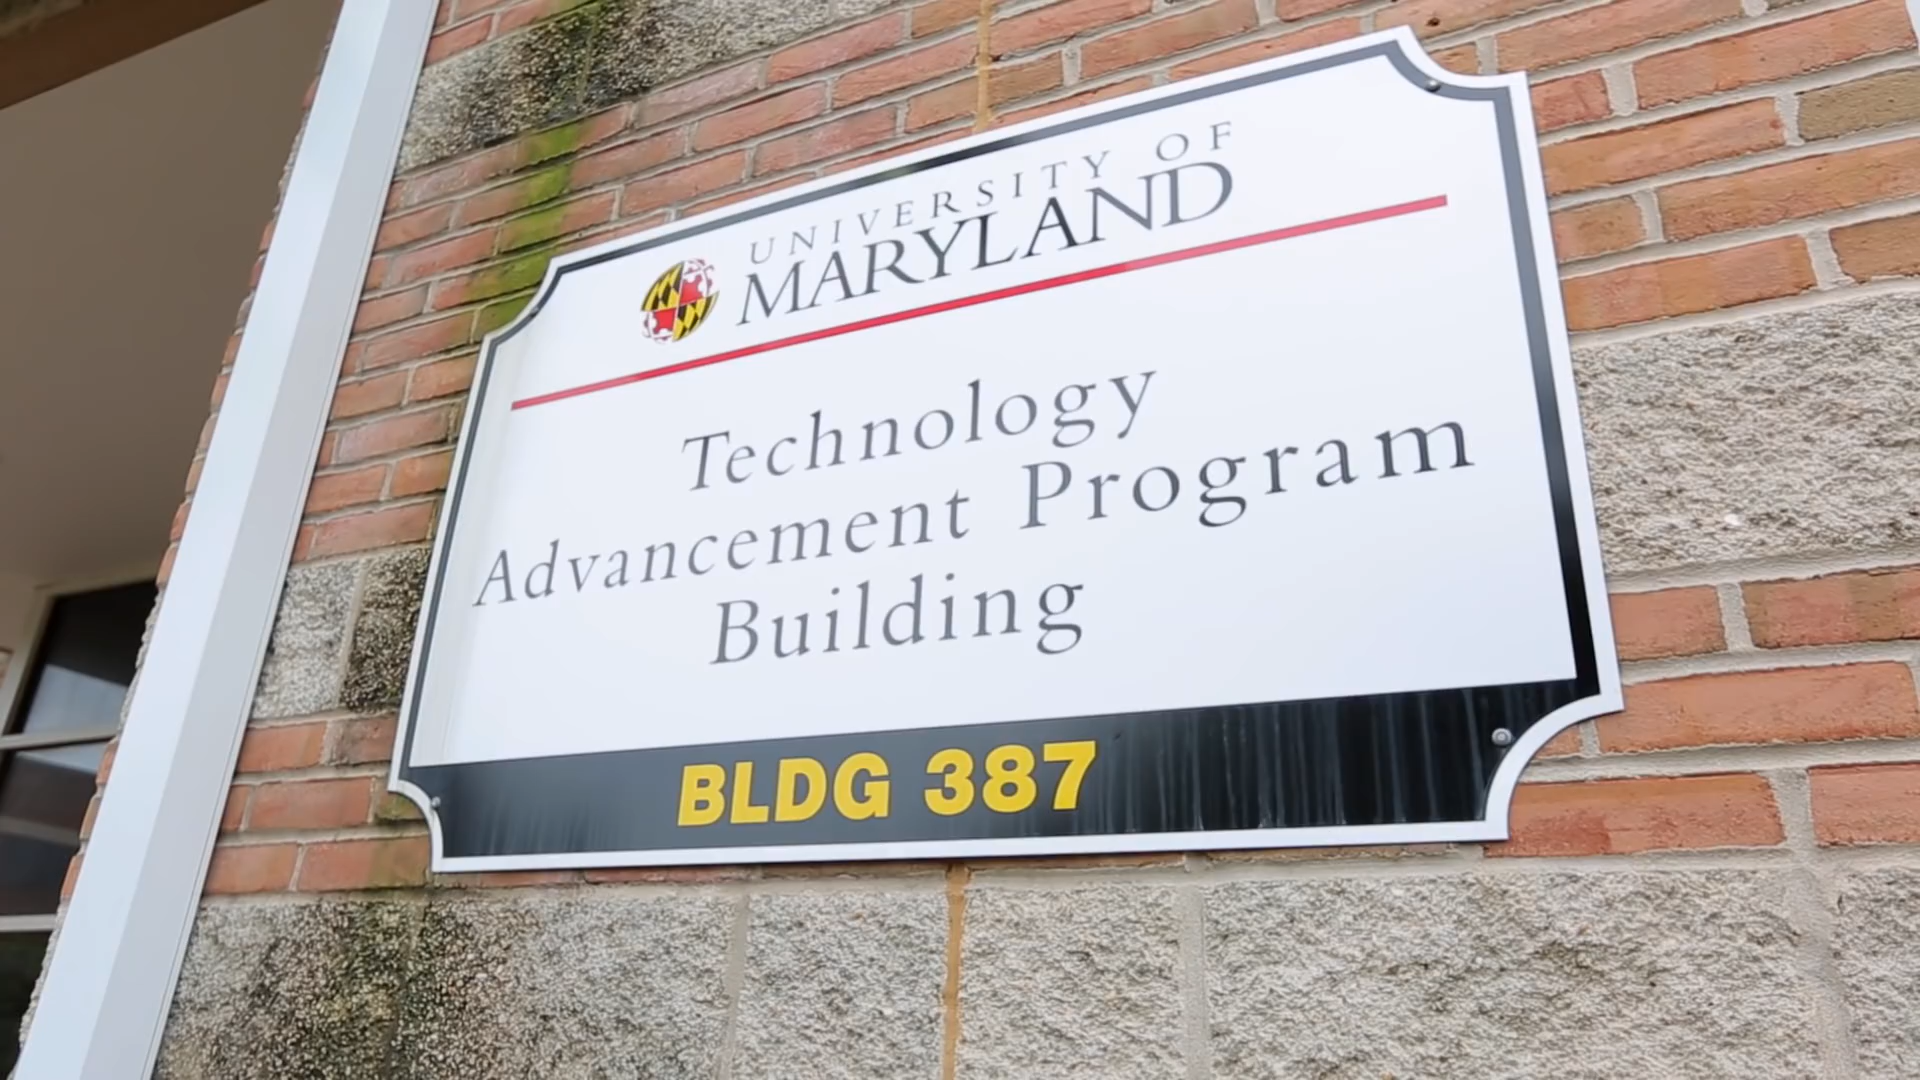 UNIVERSITY OF
MARYLAND
Technology
Advancement Program
Building
BLDG 387